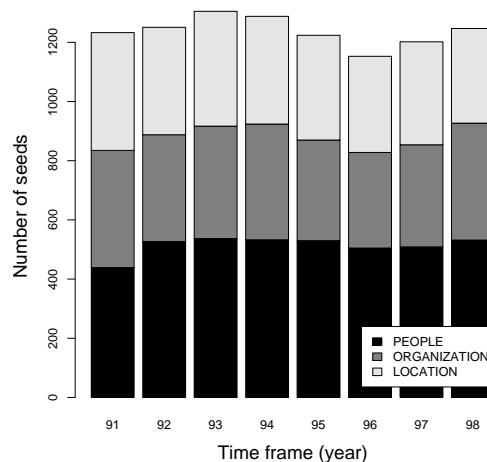 Number of seeds
1200
1000
800
600
400
200
0
PEOPLE
ORGANIZATION
LOCATION
91 92 93 94 95 96 97 98
Time frame (year)